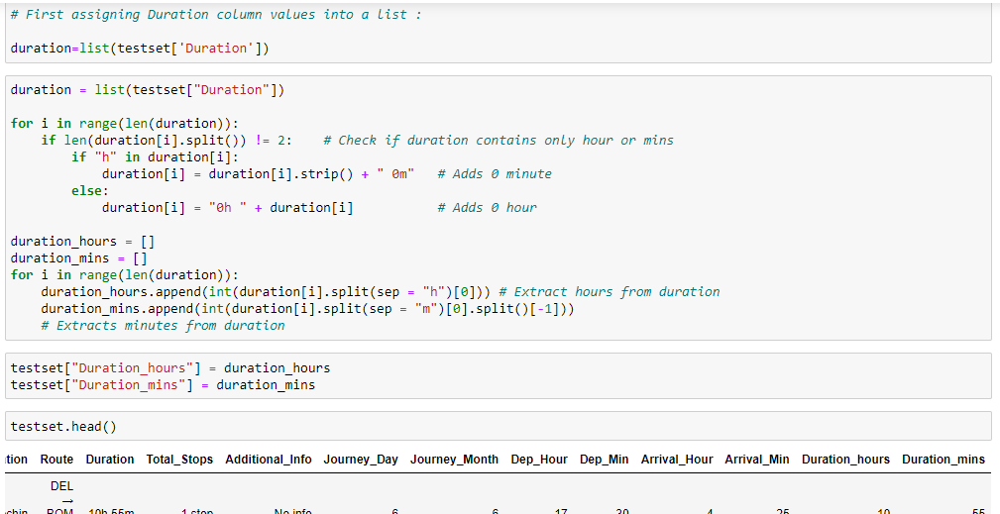 # First assigning Duration column values into a list :
duration=list(testset['Duration'])
duration = list(testset["Duration"])
for i in range(len(duration)):
    if len(duration[i].split()) != 2:    # Check if duration contains only hour or mins
        if "h" in duration[i]:
            duration[i] = duration[i].strip() + " 0m"   # Adds 0 minute
        else:
            duration[i] = "0h " + duration[i]           # Adds 0 hour
duration_hours = []
duration_mins = []
for i in range(len(duration)):
    duration_hours.append(int(duration[i].split(sep = "h")[0])) # Extract hours from duration
    duration_mins.append(int(duration[i].split(sep = "m")[0].split()[-1]))
    # Extracts minutes from duration
testset["Duration_hours"] = duration_hours
testset["Duration_mins"] = duration_mins
testset.head()
tion Route Duration Total_Stops Additional_Info Journey_Day Journey_Month Dep_Hour Dep_Min Arrival_Hour Arrival_Min Duration_hours Duration_mins
DEL
→
chin BOM 10h 55m 1 stop No info 6 6 17 30 4 25 10 55